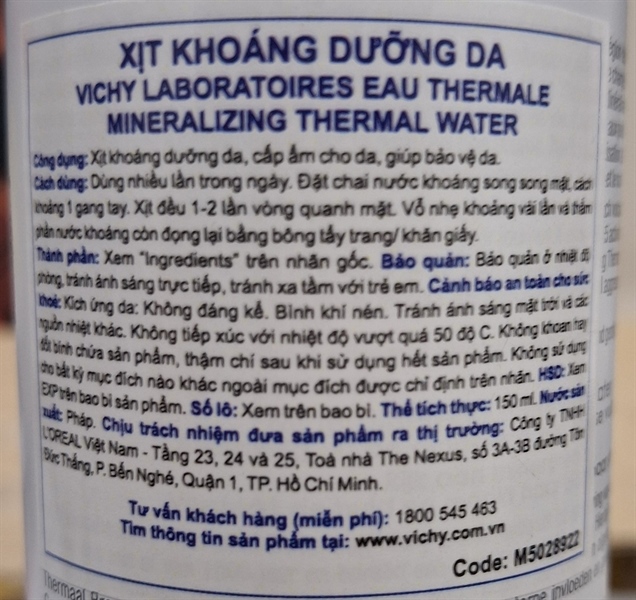 XỊT KHOÁNG DƯỠNG DA
VICHY LABORATOIRES EAU THERMALE
MINERALIZING THERMAL WATER
Công dụng: Xịt khoáng dưỡng da, cấp ẩm cho da, giúp bảo vệ da.
Cách dùng: Dùng nhiều lần trong ngày. Đặt chai nước khoáng song song mặt, cách
khoảng 1 gang tay. Xịt đều 1-2 lần vòng quanh mặt. Vỗ nhẹ khoảng vài lần và thấm
phần nước khoáng còn đọng lại bằng bông tẩy trang/ khăn giấy.
Thành phần: Xem "Ingredients" trên nhãn gốc. Bảo quản: Bảo quản ở nhiệt độ
phòng, tránh ánh sáng trực tiếp, tránh xa tầm với trẻ em. Cảnh báo an toàn cho sức
khoẻ: Kích ứng da: Không đáng kể. Bình khí nén. Tránh ánh sáng mặt trời và các
nguồn nhiệt khác. Không tiếp xúc với nhiệt độ vượt quá 50 độ C. Không khoan hay
đốt bình chứa sản phẩm, thậm chí sau khi sử dụng hết sản phẩm. Không sử dụng
cho bất kỳ mục đích nào khác ngoài mục đích được chỉ định trên nhãn. HSD: Xem
EXP trên bao bì sản phẩm. Số lô: Xem trên bao bì. Thể tích thực: 150 ml. Nước sản
xuất: Pháp. Chịu trách nhiệm đưa sản phẩm ra thị trường: Công ty TNHH
L'OREAL Việt Nam - Tầng 23, 24 và 25, Toà nhà The Nexus, số 3A-3B đường Tôn
Đức Thắng, P. Bến Nghé, Quận 1, TP. Hồ Chí Minh.
Tư vấn khách hàng (miễn phí): 1800 545 463
Tìm thông tin sản phẩm tại: www.vichy.com.vn
Code: M5028922
Thermaal
invloeden